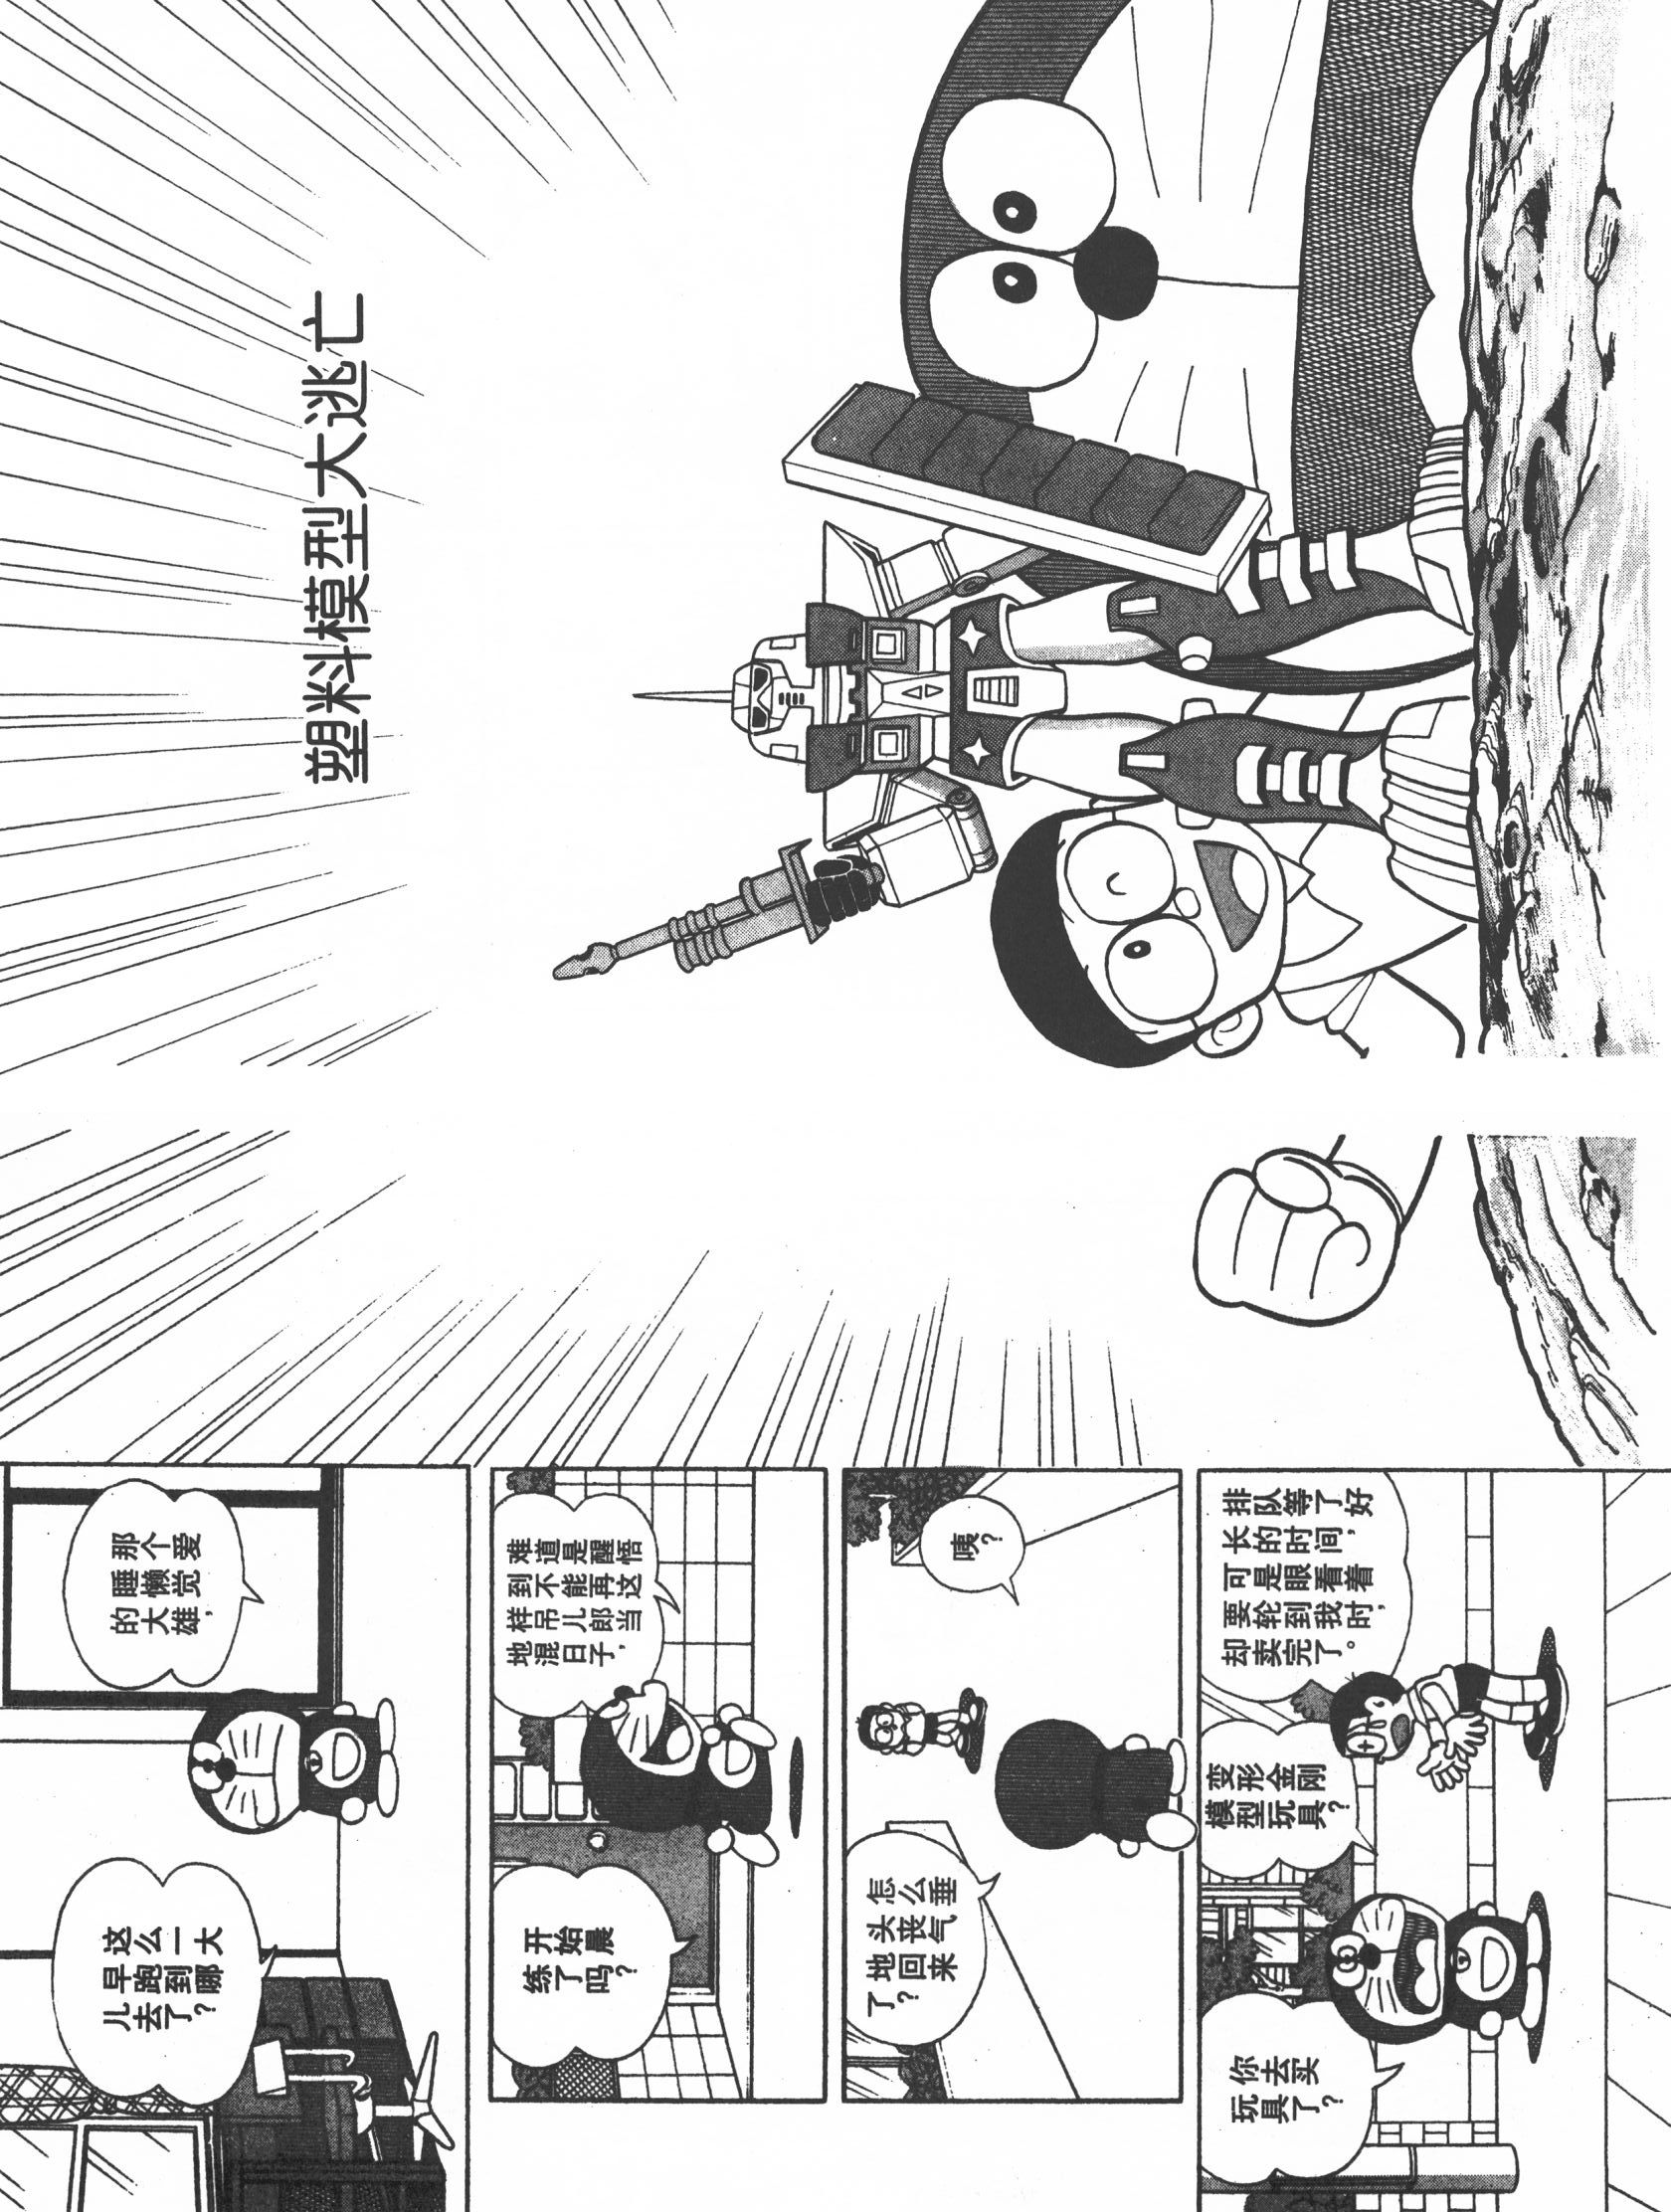 塑料模型大逃亡
那个爱
睡懒觉
的大雄,
这么一大
早跑到哪
儿去了?
难道是醒悟
到不能再这
样吊儿郎当
地混日子,
开始晨
练了吗?
咦?
怎么垂
头丧气
地回来
了?
排队等了好
长的时间,
可是眼看着
要轮到我时,
却卖完了。
变形金刚
模型玩具?
你去买
玩具了?